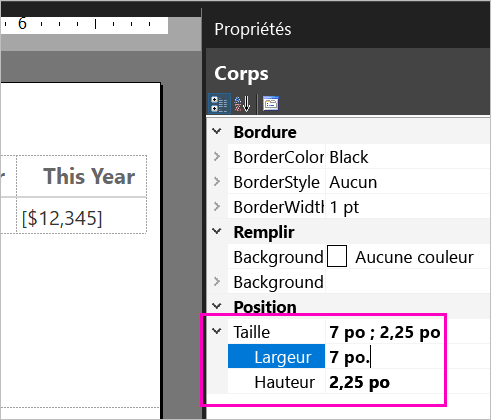 6
Propriétés
Corps
Bordure
BorderColor Black
BorderStyle Aucun
BorderWidth 1 pt
Remplir
Background Aucune couleur
Background
Position
Taille 7 po ; 2,25 po
Largeur 7 po.
Hauteur 2,25 po
r This Year
[$12,345]